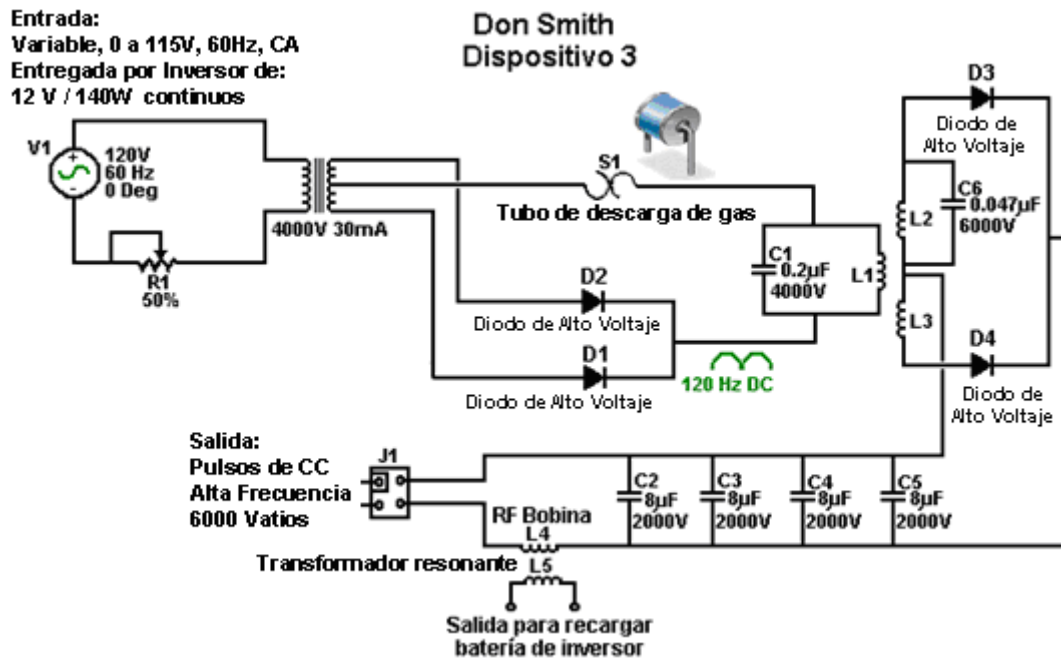 Entrada:
Variable, 0 a 115V, 60Hz, CA
Entregada por Inversor de:
12 V / 140W continuos
Don Smith
Dispositivo 3
V1
120V
60 Hz
0 Deg
R1
50%
4000V 30mA
S1
Tubo de descarga de gas
D2
Diodo de Alto Voltaje
D1
Diodo de Alto Voltaje
120 Hz DC
C1
0.2µF
4000V
L1
D3
Diodo de
Alto Voltaje
C6
0.047µF
6000V
L2
L3
D4
Diodo de
Alto Voltaje
Salida:
Pulsos de CC
Alta Frecuencia
6000 Vatios
J1
C2
8µF
2000V
C3
8µF
2000V
C4
8µF
2000V
C5
8µF
2000V
RF Bobina
L4
Transformador resonante
L5
Salida para recargar
batería de inversor